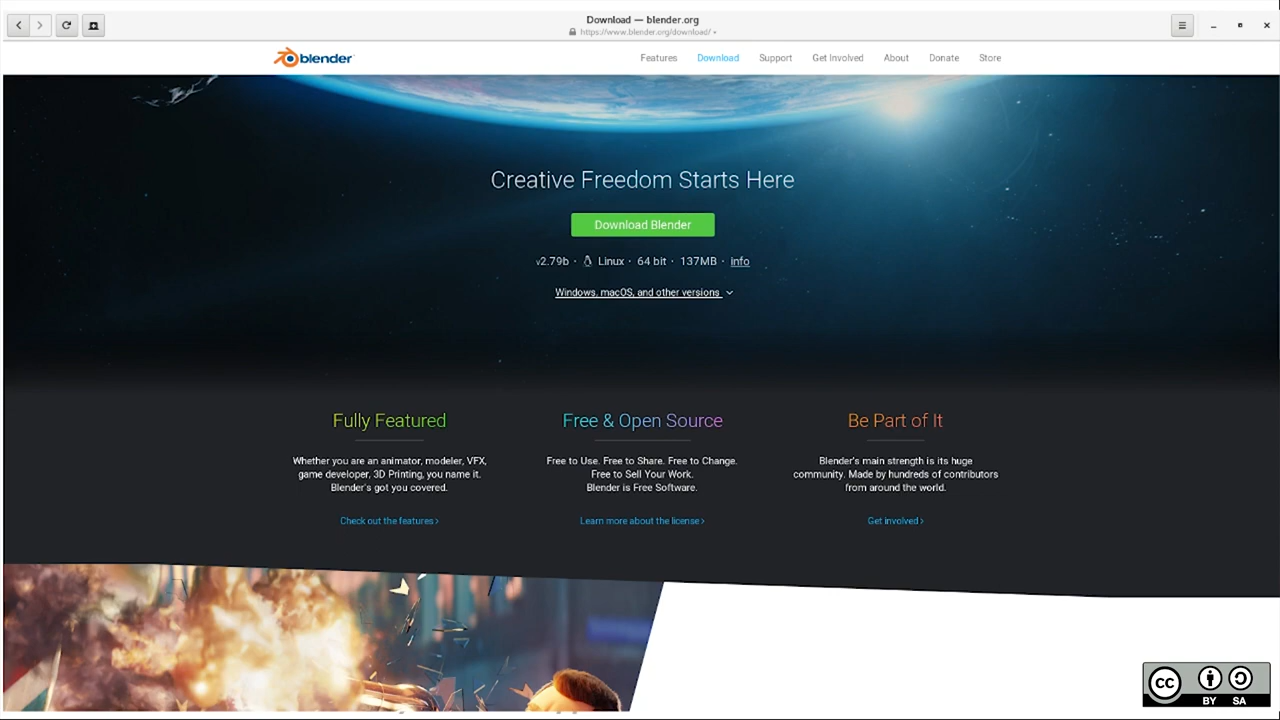 Download — blender.org
https://www.blender.org/download/
blender
Features Download Support Get Involved About Donate Store
Creative Freedom Starts Here
Download Blender
v2.79b · Linux · 64 bit · 137MB · info
Windows, macOS, and other versions
Fully Featured
Whether you are an animator, modeler, VFX,
game developer, 3D Printing, you name it.
Blender's got you covered.
Check out the features ›
Free & Open Source
Free to Use. Free to Share. Free to Change.
Free to Sell Your Work.
Blender is Free Software.
Learn more about the license ›
Be Part of It
Blender's main strength is its huge
community. Made by hundreds of contributors
from around the world.
Get involved ›
CC
BY SA